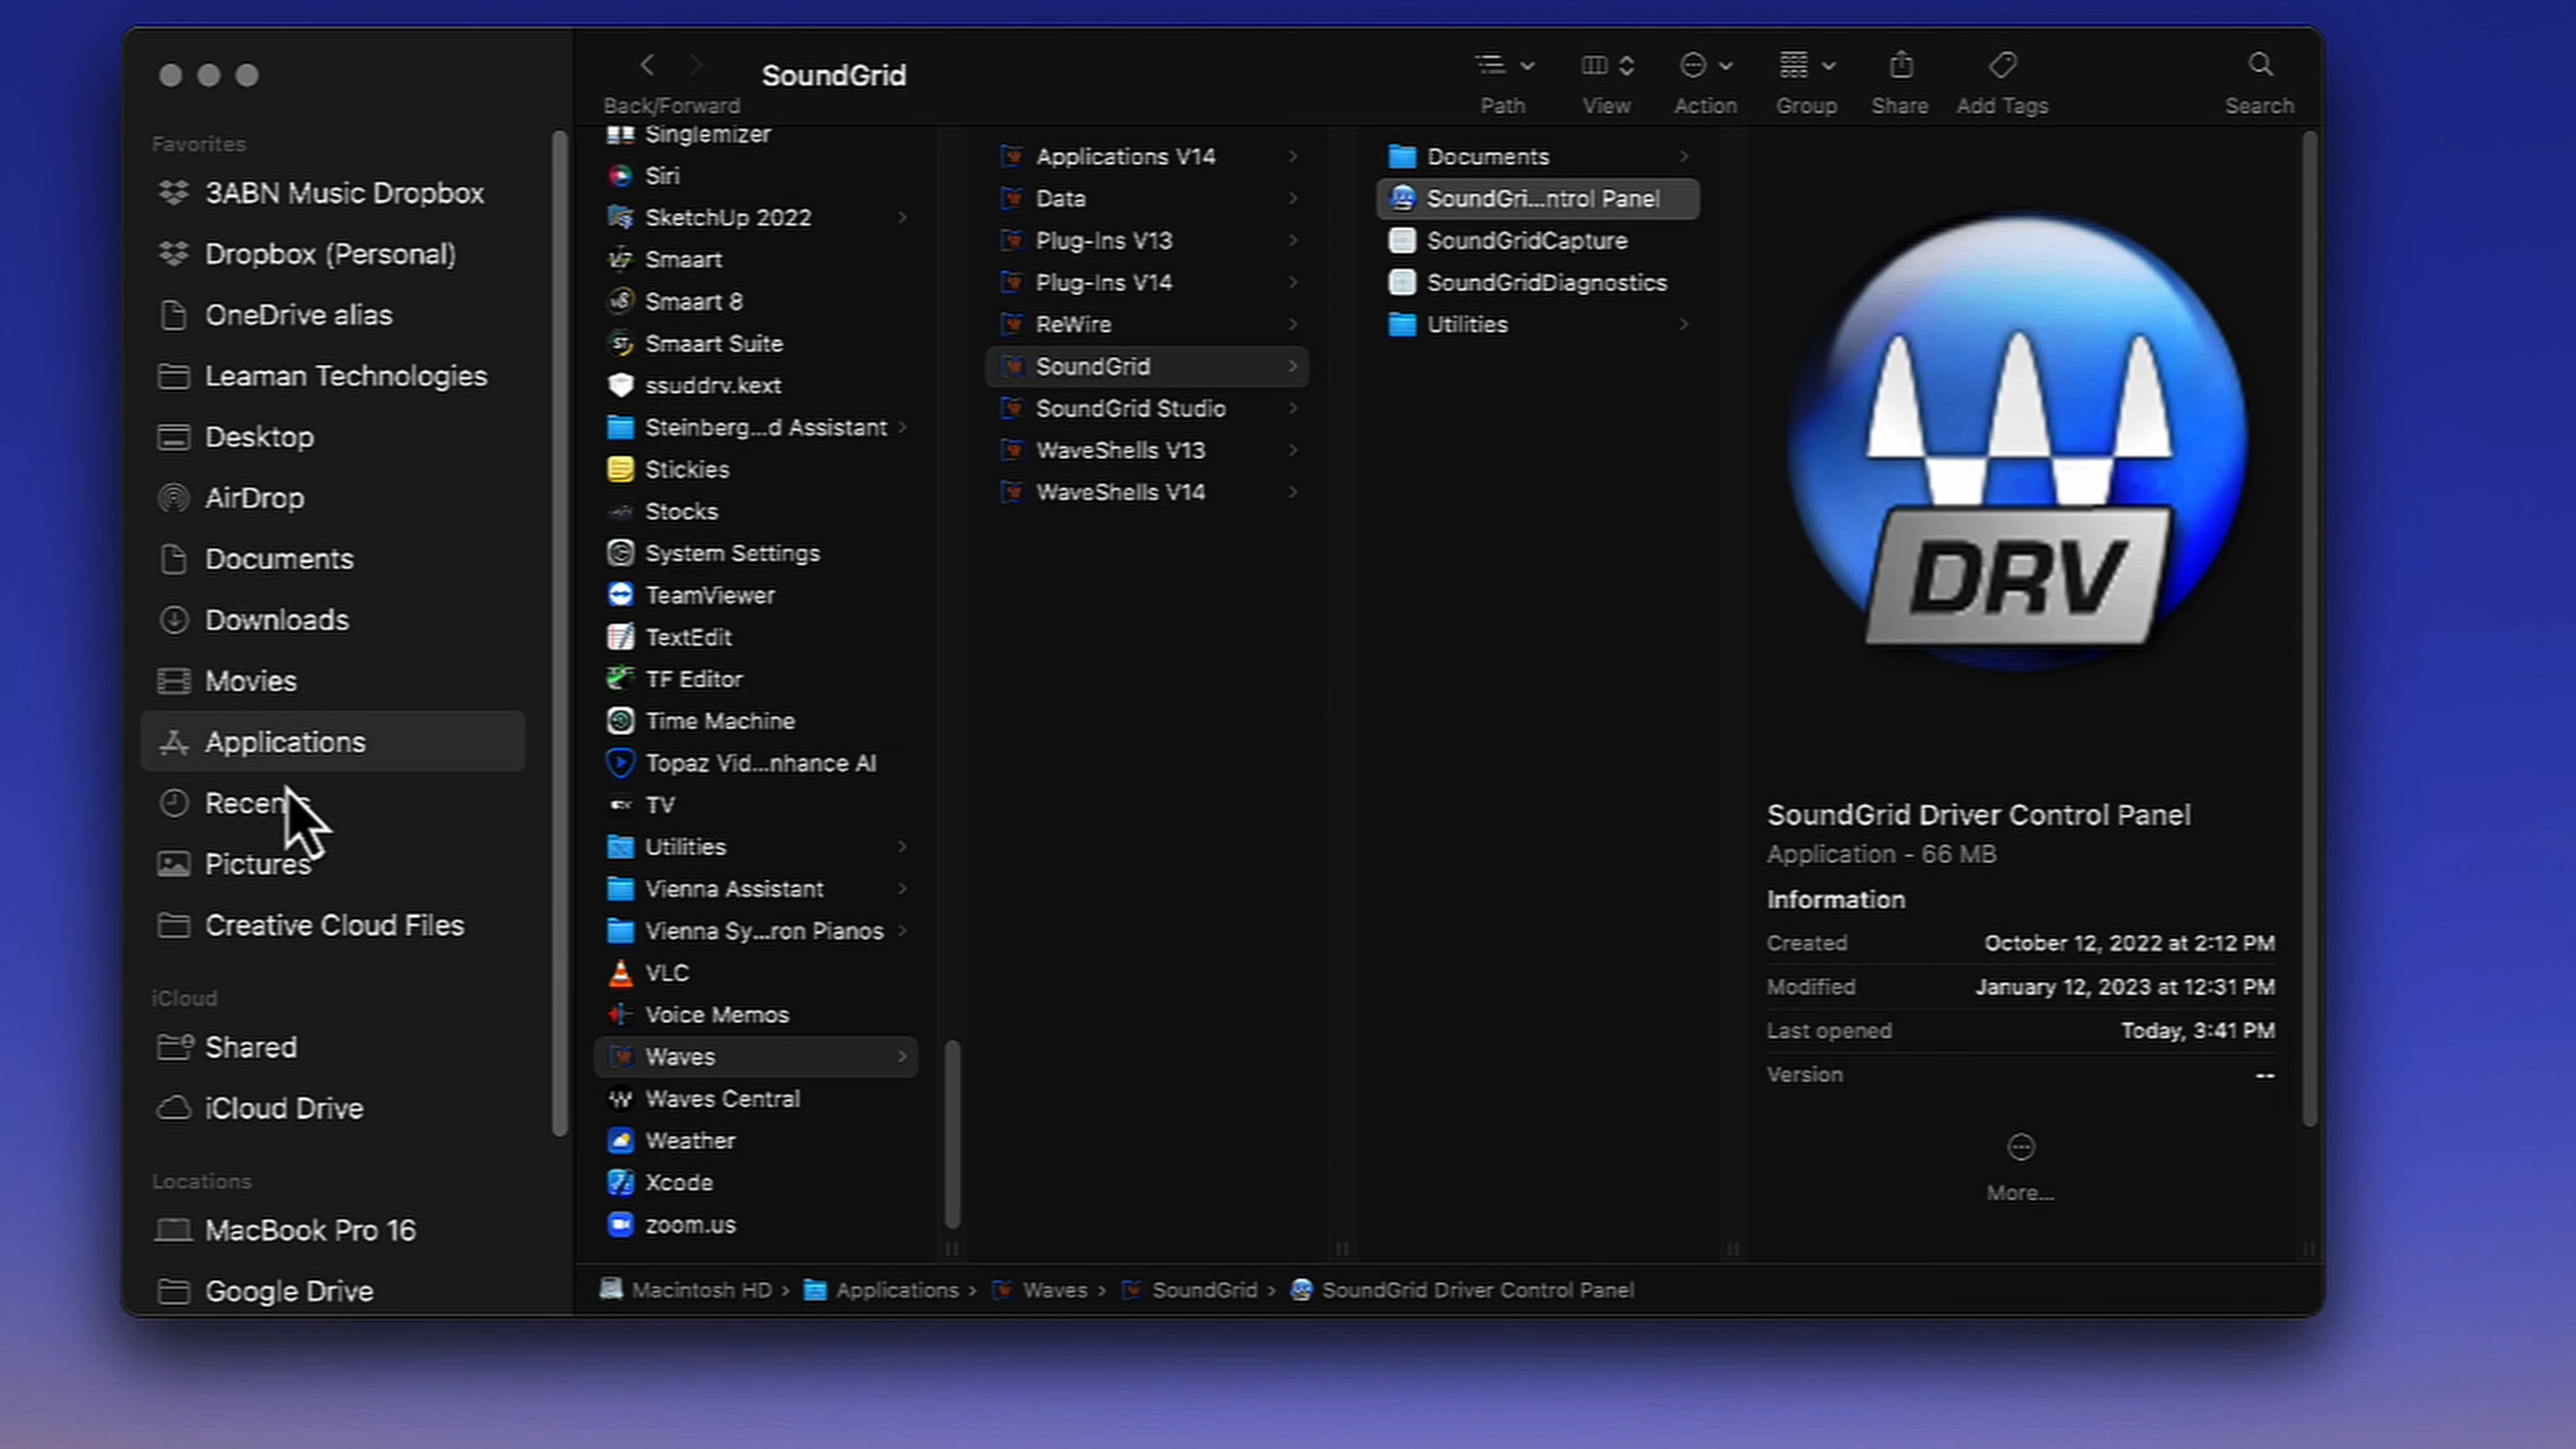 SoundGrid
Back/Forward
Path
View
Action
Group
Share
Add Tags
Search
Favorites
3ABN Music Dropbox
Dropbox (Personal)
OneDrive alias
Leaman Technologies
Desktop
AirDrop
Documents
Downloads
Movies
Applications
Recents
Pictures
Creative Cloud Files
iCloud
Shared
iCloud Drive
Locations
MacBook Pro 16
Google Drive
Singlemizer
Siri
SketchUp 2022
Smaart
Smaart 8
Smaart Suite
ssuddrv.kext
Steinberg...d Assistant
Stickies
Stocks
System Settings
TeamViewer
TextEdit
TF Editor
Time Machine
Topaz Vid...nhance AI
TV
Utilities
Vienna Assistant
Vienna Sy...ron Pianos
VLC
Voice Memos
Waves
Waves Central
Weather
Xcode
zoom.us
Applications V14
Data
Plug-Ins V13
Plug-Ins V14
ReWire
SoundGrid
SoundGrid Studio
WaveShells V13
WaveShells V14
Documents
SoundGri...ntrol Panel
SoundGridCapture
SoundGridDiagnostics
Utilities
DRV
SoundGrid Driver Control Panel
Application - 66 MB
Information
Created October 12, 2022 at 2:12 PM
Modified January 12, 2023 at 12:31 PM
Last opened Today, 3:41 PM
Version --
More...
Macintosh HD › Applications › Waves › SoundGrid › SoundGrid Driver Control Panel